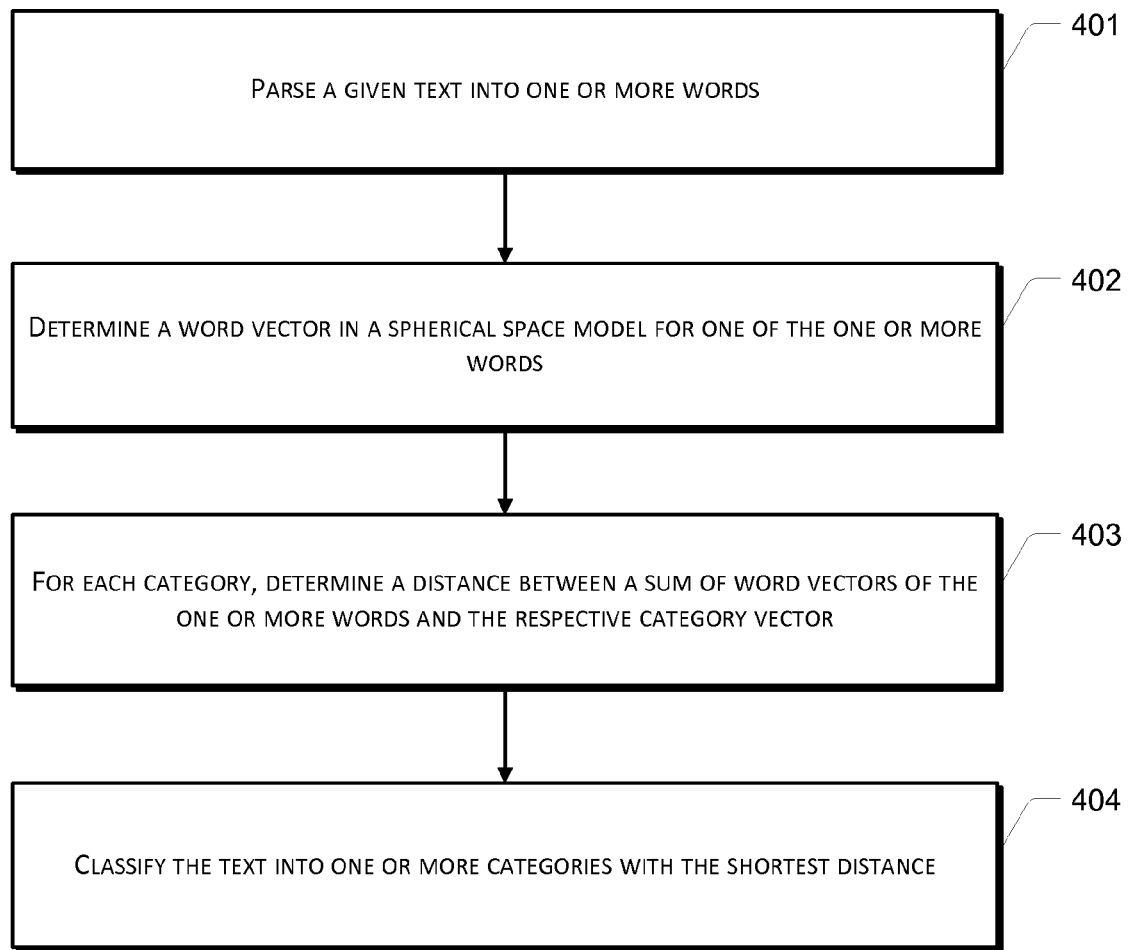 PARSE A GIVEN TEXT INTO ONE OR MORE WORDS
401
DETERMINE A WORD VECTOR IN A SPHERICAL SPACE MODEL FOR ONE OF THE ONE OR MORE
WORDS
402
FOR EACH CATEGORY, DETERMINE A DISTANCE BETWEEN A SUM OF WORD VECTORS OF THE
ONE OR MORE WORDS AND THE RESPECTIVE CATEGORY VECTOR
403
CLASSIFY THE TEXT INTO ONE OR MORE CATEGORIES WITH THE SHORTEST DISTANCE
404